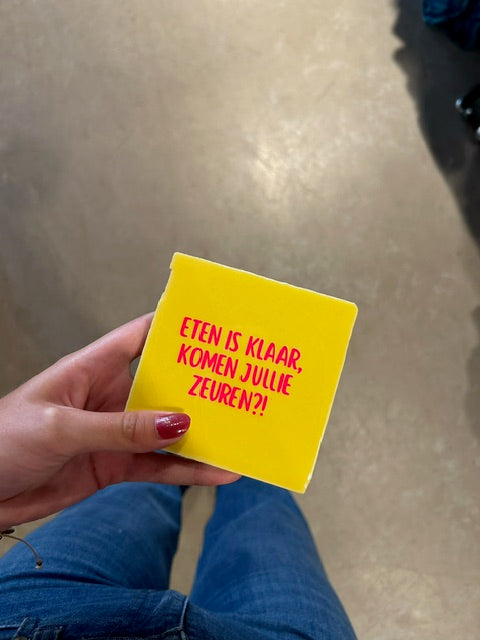 ETEN IS KLAAR,
KOMEN JULLIE
ZEUREN?!